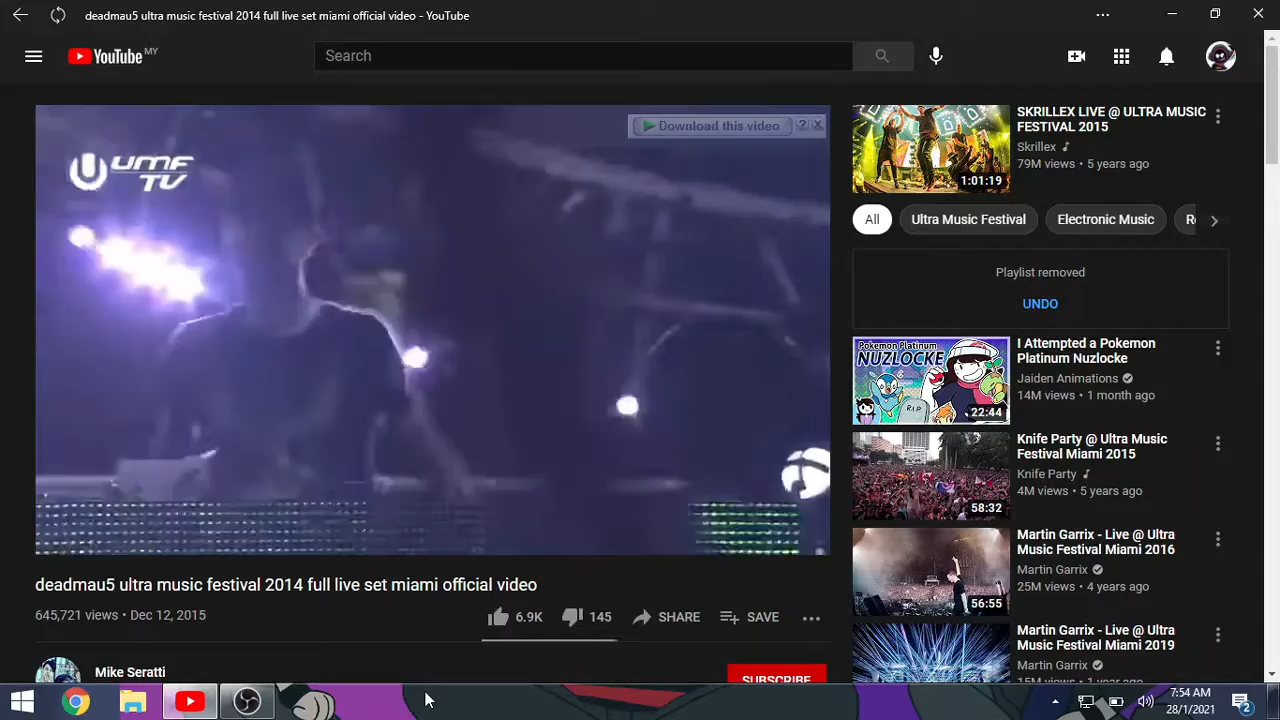 deadmau5 ultra music festival 2014 full live set miami official video - YouTube
YouTube MY
Search
UMF
TV
Download this video ? X
SKRILLEX LIVE @ ULTRA MUSIC
FESTIVAL 2015
Skrillex
79M views • 5 years ago
1:01:19
All
Ultra Music Festival
Electronic Music
R
Playlist removed
UNDO
Pokemon Platinum
NUZLOCKE
R.I.P
22:44
I Attempted a Pokemon
Platinum Nuzlocke
Jaiden Animations
14M views • 1 month ago
58:32
Knife Party @ Ultra Music
Festival Miami 2015
Knife Party
4M views • 5 years ago
56:55
Martin Garrix - Live @ Ultra
Music Festival Miami 2016
Martin Garrix
25M views • 4 years ago
Martin Garrix - Live @ Ultra
Music Festival Miami 2019
Martin Garrix
15M views • 1 year ago
deadmau5 ultra music festival 2014 full live set miami official video
645,721 views • Dec 12, 2015
6.9K
145
SHARE
SAVE
Mike Seratti
SUBSCRIBE
7:54 AM
28/1/2021
2